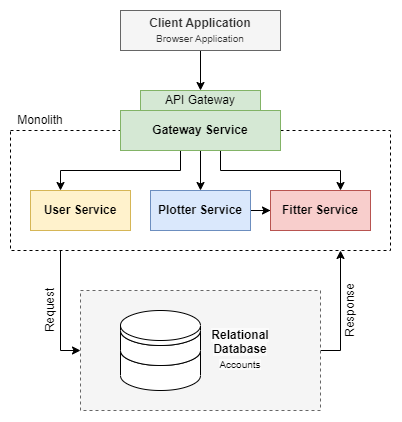 Client Application
Browser Application
API Gateway
Monolith
Gateway Service
User Service
Plotter Service
Fitter Service
Request
Response
Relational
Database
Accounts